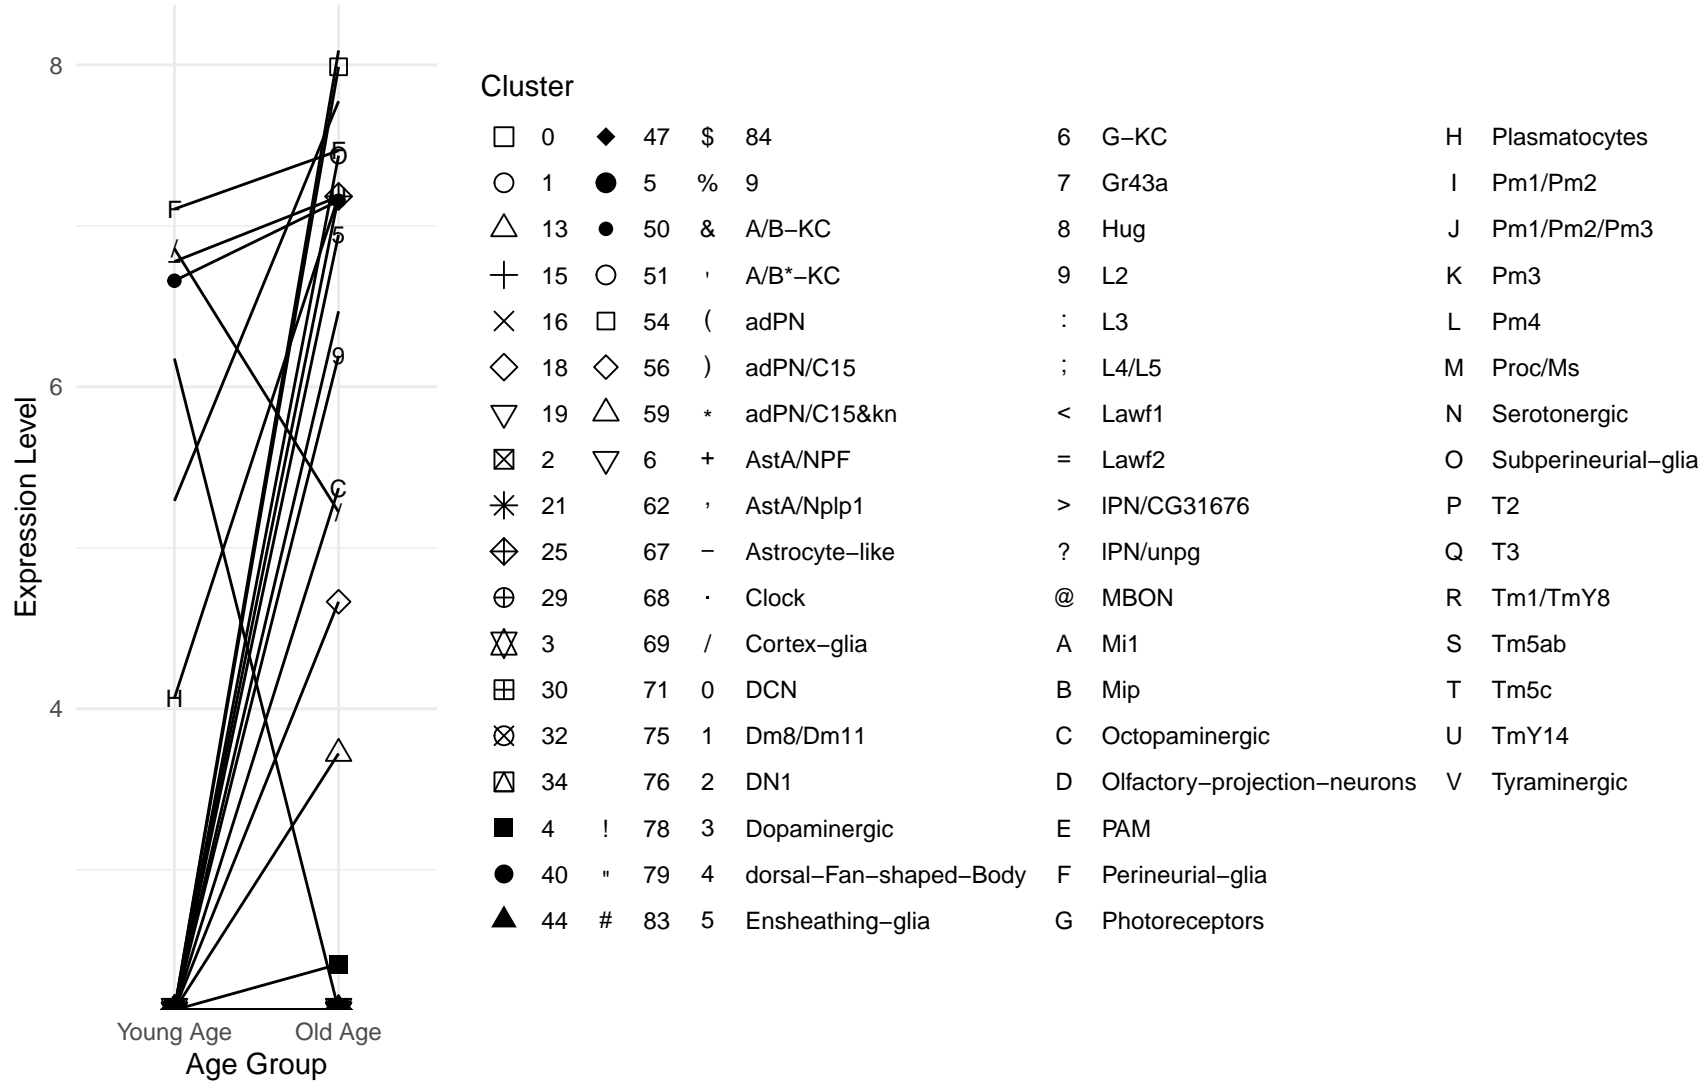 Cluster
0 47 $ 84 6 G−KC H Plasmatocytes
1 5 % 9 7 Gr43a I Pm1/Pm2
13 50 & A/B−KC 8 Hug J Pm1/Pm2/Pm3
15 51 ' A/B*−KC 9 L2 K Pm3
16 54 ( adPN : L3 L Pm4
18 56 ) adPN/C15 ; L4/L5 M Proc/Ms
19 59 * adPN/C15&kn < Lawf1 N Serotonergic
2 6 + AstA/NPF = Lawf2 O Subperineurial−glia
21 62 , AstA/Nplp1 > lPN/CG31676 P T2
25 67 − Astrocyte−like ? lPN/unpg Q T3
29 68 . Clock @ MBON R Tm1/TmY8
3 69 / Cortex−glia A Mi1 S Tm5ab
30 71 0 DCN B Mip T Tm5c
32 75 1 Dm8/Dm11 C Octopaminergic U TmY14
34 76 2 DN1 D Olfactory−projection−neurons V Tyraminergic
4 ! 78 3 Dopaminergic E PAM
40 " 79 4 dorsal−Fan−shaped−Body F Perineurial−glia
44 # 83 5 Ensheathing−glia G Photoreceptors
8
6
4
Expression Level
F
H
O
5
9
C
/
Young Age Old Age
Age Group